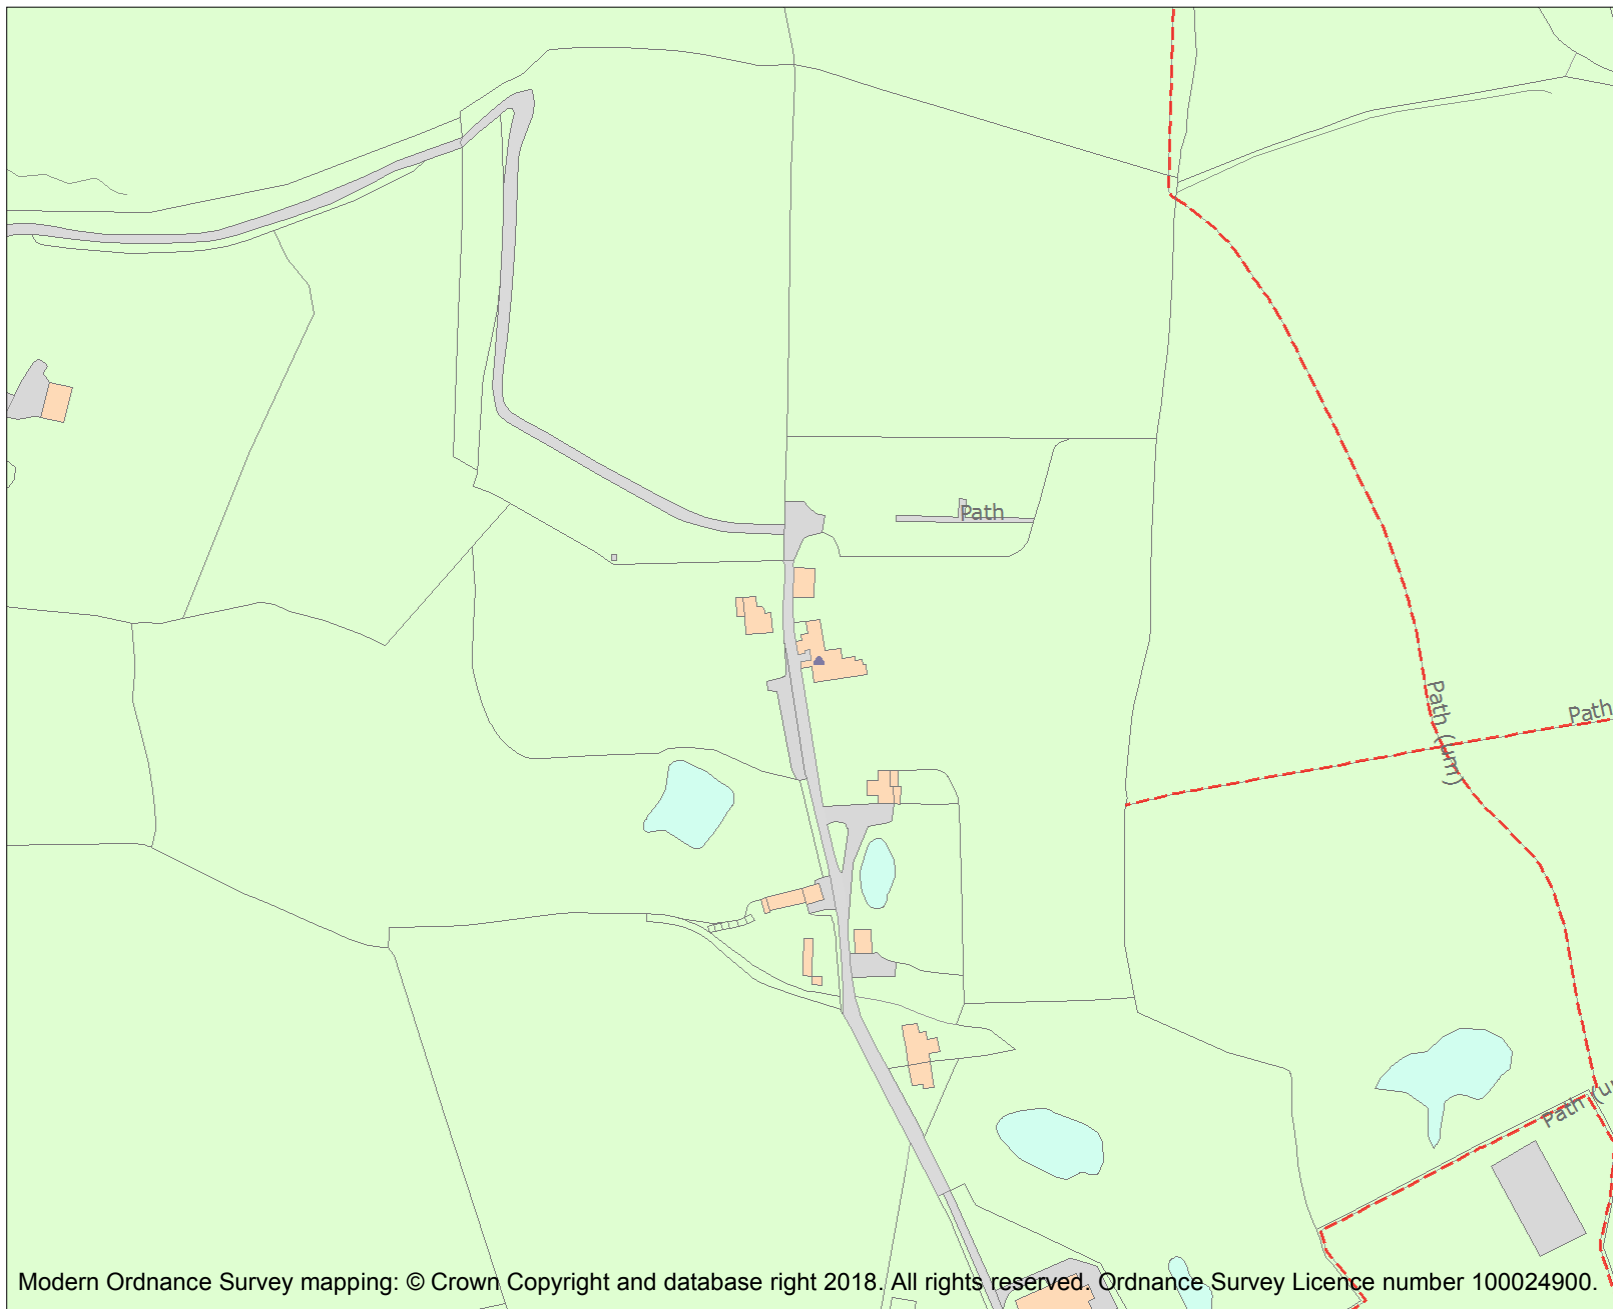 Path
Path
Path (um)
Modern Ordnance Survey mapping: © Crown Copyright and database right 2018. All rights reserved. Ordnance Survey Licence number 100024900.